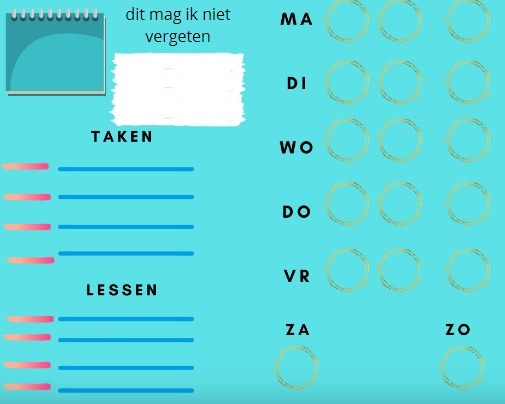 dit mag ik niet
vergeten
TAKEN
LESSEN
MA
DI
WO
DO
VR
ZA
ZO